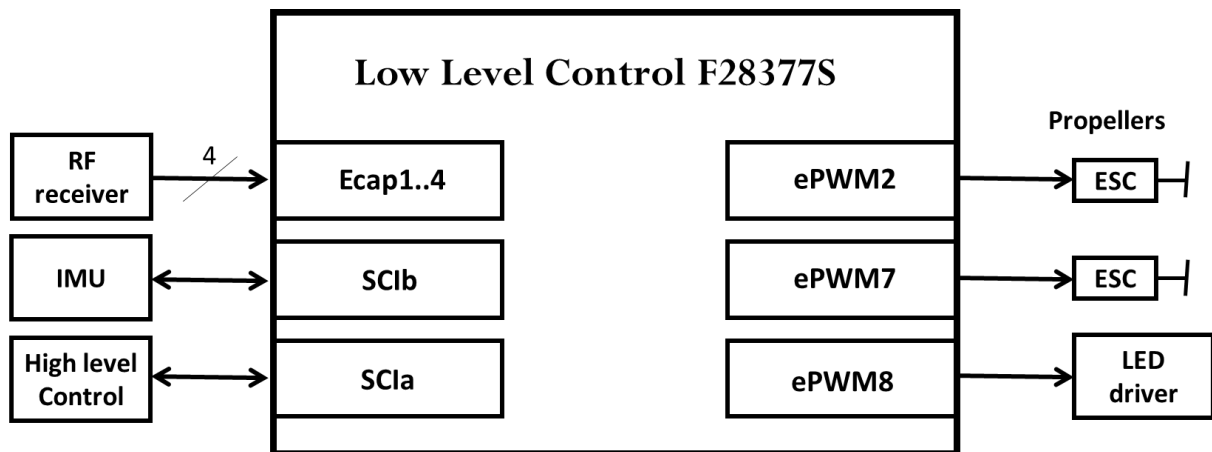 Low Level Control F28377S
Propellers
RF
receiver
4
Ecap1..4
ePWM2
ESC
IMU
SCIb
ePWM7
ESC
High level
Control
SCIa
ePWM8
LED
driver